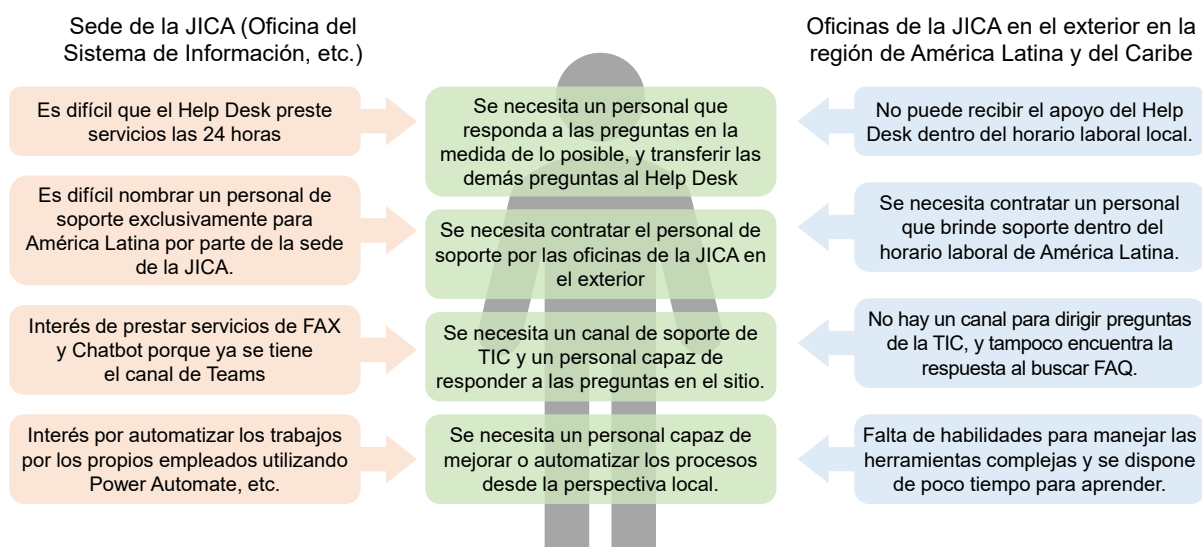 Sede de la JICA (Oficina del
Sistema de Información, etc.)
Oficinas de la JICA en el exterior en la
región de América Latina y del Caribe
Es difícil que el Help Desk preste
servicios las 24 horas
Se necesita un personal que
responda a las preguntas en la
medida de lo posible, y transferir las
demás preguntas al Help Desk
No puede recibir el apoyo del Help
Desk dentro del horario laboral local.
Es difícil nombrar un personal de
soporte exclusivamente para
América Latina por parte de la sede
de la JICA.
Se necesita contratar el personal de
soporte por las oficinas de la JICA en
el exterior
Se necesita contratar un personal
que brinde soporte dentro del
horario laboral de América Latina.
Interés de prestar servicios de FAX
y Chatbot porque ya se tiene
el canal de Teams
Se necesita un canal de soporte de
TIC y un personal capaz de
responder a las preguntas en el sitio.
No hay un canal para dirigir preguntas
de la TIC, y tampoco encuentra la
respuesta al buscar FAQ.
Interés por automatizar los trabajos
por los propios empleados utilizando
Power Automate, etc.
Se necesita un personal capaz de
mejorar o automatizar los procesos
desde la perspectiva local.
Falta de habilidades para manejar las
herramientas complejas y se dispone
de poco tiempo para aprender.